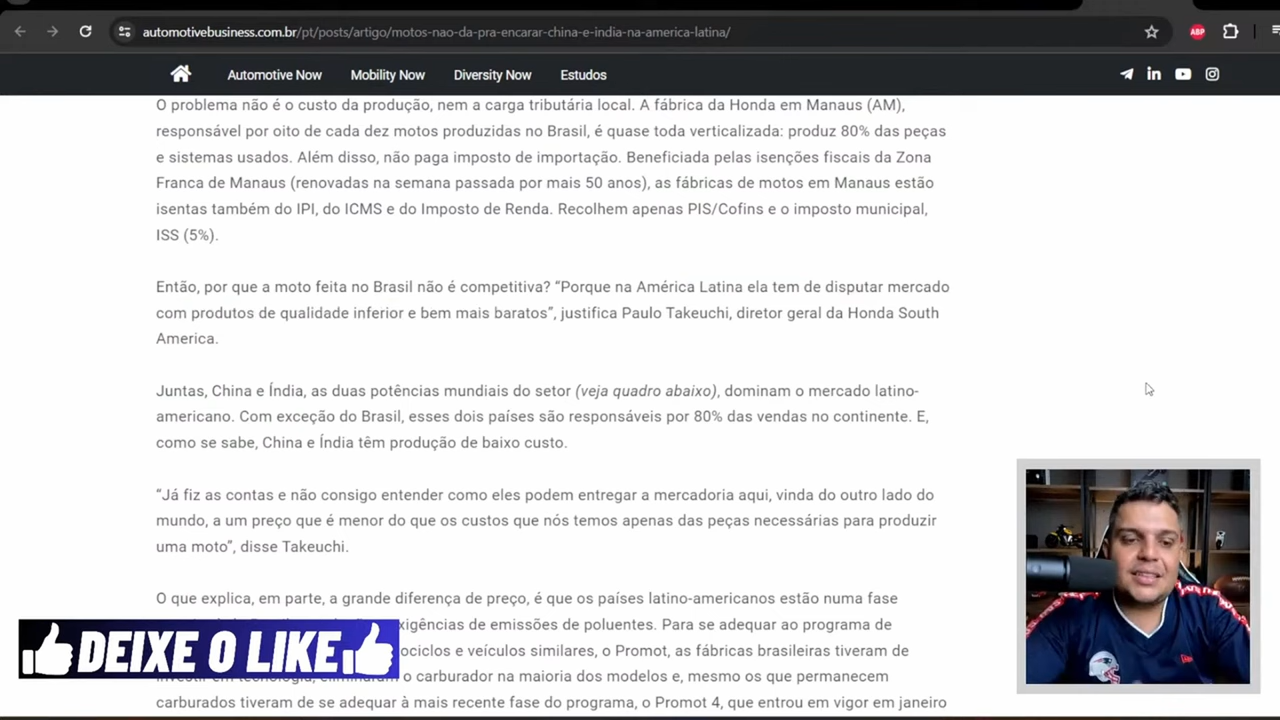 automotivebusiness.com.br/pt/posts/artigo/motos-nao-da-pra-encarar-china-e-india-na-america-latina/
ABP
Automotive Now Mobility Now Diversity Now Estudos
O problema não é o custo da produção, nem a carga tributária local. A fábrica da Honda em Manaus (AM),
responsável por oito de cada dez motos produzidas no Brasil, é quase toda verticalizada: produz 80% das peças
e sistemas usados. Além disso, não paga imposto de importação. Beneficiada pelas isenções fiscais da Zona
Franca de Manaus (renovadas na semana passada por mais 50 anos), as fábricas de motos em Manaus estão
isentas também do IPI, do ICMS e do Imposto de Renda. Recolhem apenas PIS/Cofins e o imposto municipal,
ISS (5%).
Então, por que a moto feita no Brasil não é competitiva? “Porque na América Latina ela tem de disputar mercado
com produtos de qualidade inferior e bem mais baratos”, justifica Paulo Takeuchi, diretor geral da Honda South
America.
Juntas, China e Índia, as duas potências mundiais do setor (veja quadro abaixo), dominam o mercado latino-
americano. Com exceção do Brasil, esses dois países são responsáveis por 80% das vendas no continente. E,
como se sabe, China e Índia têm produção de baixo custo.
“Já fiz as contas e não consigo entender como eles podem entregar a mercadoria aqui, vinda do outro lado do
mundo, a um preço que é menor do que os custos que nós temos apenas das peças necessárias para produzir
uma moto”, disse Takeuchi.
O que explica, em parte, a grande diferença de preço, é que os países latino-americanos estão numa fase
exigências de emissões de poluentes. Para se adequar ao programa de
ociclos e veículos similares, o Promot, as fábricas brasileiras tiveram de
investir em tecnologia, eliminaram o carburador na maioria dos modelos e, mesmo os que permanecem
carburados tiveram de se adequar à mais recente fase do programa, o Promot 4, que entrou em vigor em janeiro
DEIXE O LIKE